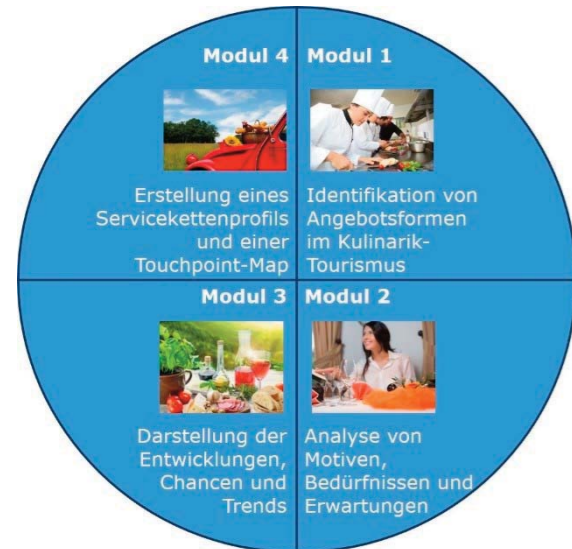 Modul 4
Erstellung eines
Servicekettenprofils
und einer
Touchpoint-Map
Modul 1
Identifikation von
Angebotsformen
im Kulinarik-
Tourismus
Modul 3
Darstellung der
Entwicklungen,
Chancen und
Trends
Modul 2
Analyse von
Motiven,
Bedürfnissen und
Erwartungen